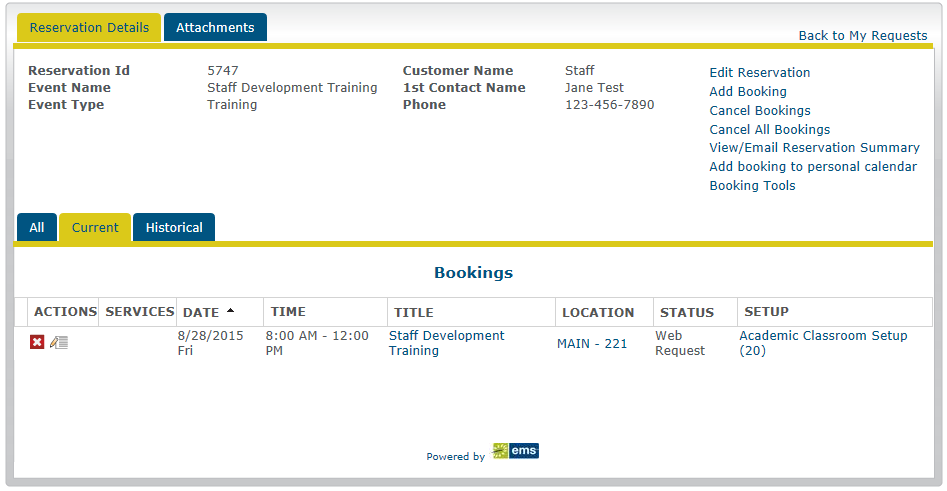 Reservation Details
Attachments
Back to My Requests
Reservation Id 5747 Customer Name Staff
Event Name Staff Development Training 1st Contact Name Jane Test
Event Type Training Phone 123-456-7890
Edit Reservation
Add Booking
Cancel Bookings
Cancel All Bookings
View/Email Reservation Summary
Add booking to personal calendar
Booking Tools
All
Current
Historical
Bookings
ACTIONS SERVICES DATE TIME TITLE LOCATION STATUS SETUP
8/28/2015
Fri
8:00 AM - 12:00
PM
Staff Development
Training
MAIN - 221
Web
Request
Academic Classroom Setup
(20)
Powered by ems